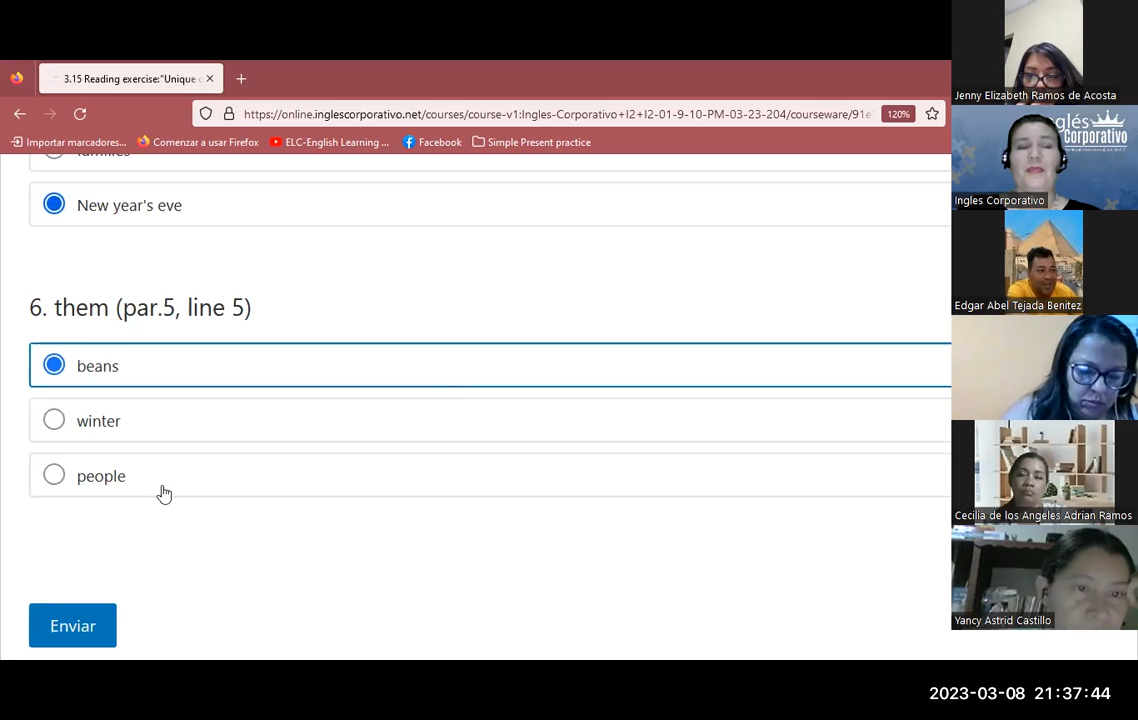 3.15 Reading exercise:"Unique c
https://online.inglescorporativo.net/courses/course-v1:Ingles-Corporativo+I2+I2-01-9-10-PM-03-23-204/courseware/91e
120%
Importar marcadores...
Comenzar a usar Firefox
ELC-English Learning ...
Facebook
Simple Present practice
families
New year's eve
6. them (par.5, line 5)
beans
winter
people
Enviar
Jenny Elizabeth Ramos de Acosta
Inglés
Corporativo
Ingles Corporativo
Edgar Abel Tejada Benitez
Cecilia de los Angeles Adrian Ramos
Yancy Astrid Castillo
2023-03-08 21:37:44